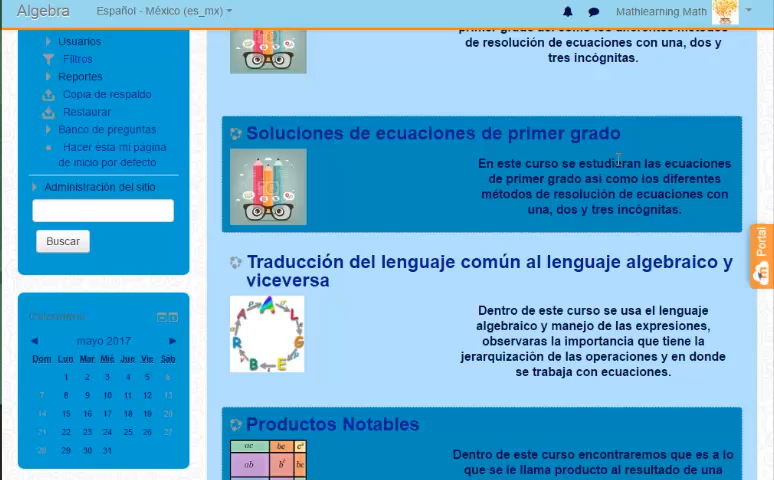 Algebra
Español - México (es_mx)
Mathlearning Math
Usuarios
Filtros
Reportes
Copia de respaldo
Restaurar
Banco de preguntas
Hacer ésta mi página
de inicio por defecto
Administración del sitio
Buscar
mayo 2017
Dom Lun Mar Mié Jue Vie Sáb
1 2 3 4 5 6
7 8 9 10 11 12 13
14 15 16 17 18 19 20
21 22 23 24 25 26 27
28 29 30 31
de resolución de ecuaciones con una, dos y
tres incógnitas.
Soluciones de ecuaciones de primer grado
En este curso se estudiaran las ecuaciones
de primer grado así como los diferentes
métodos de resolución de ecuaciones con
una, dos y tres incógnitas.
Traducción del lenguaje común al lenguaje algebraico y
viceversa
A L G E B R A
Dentro de este curso se usa el lenguaje
algebraico y manejo de las expresiones,
observaras la importancia que tiene la
jerarquización de las operaciones y en donde
se trabaja con ecuaciones.
Productos Notables
ac bc c²
ab b² bc
Dentro de este curso encontraremos que es a lo
que se le llama producto al resultado de una
Portal